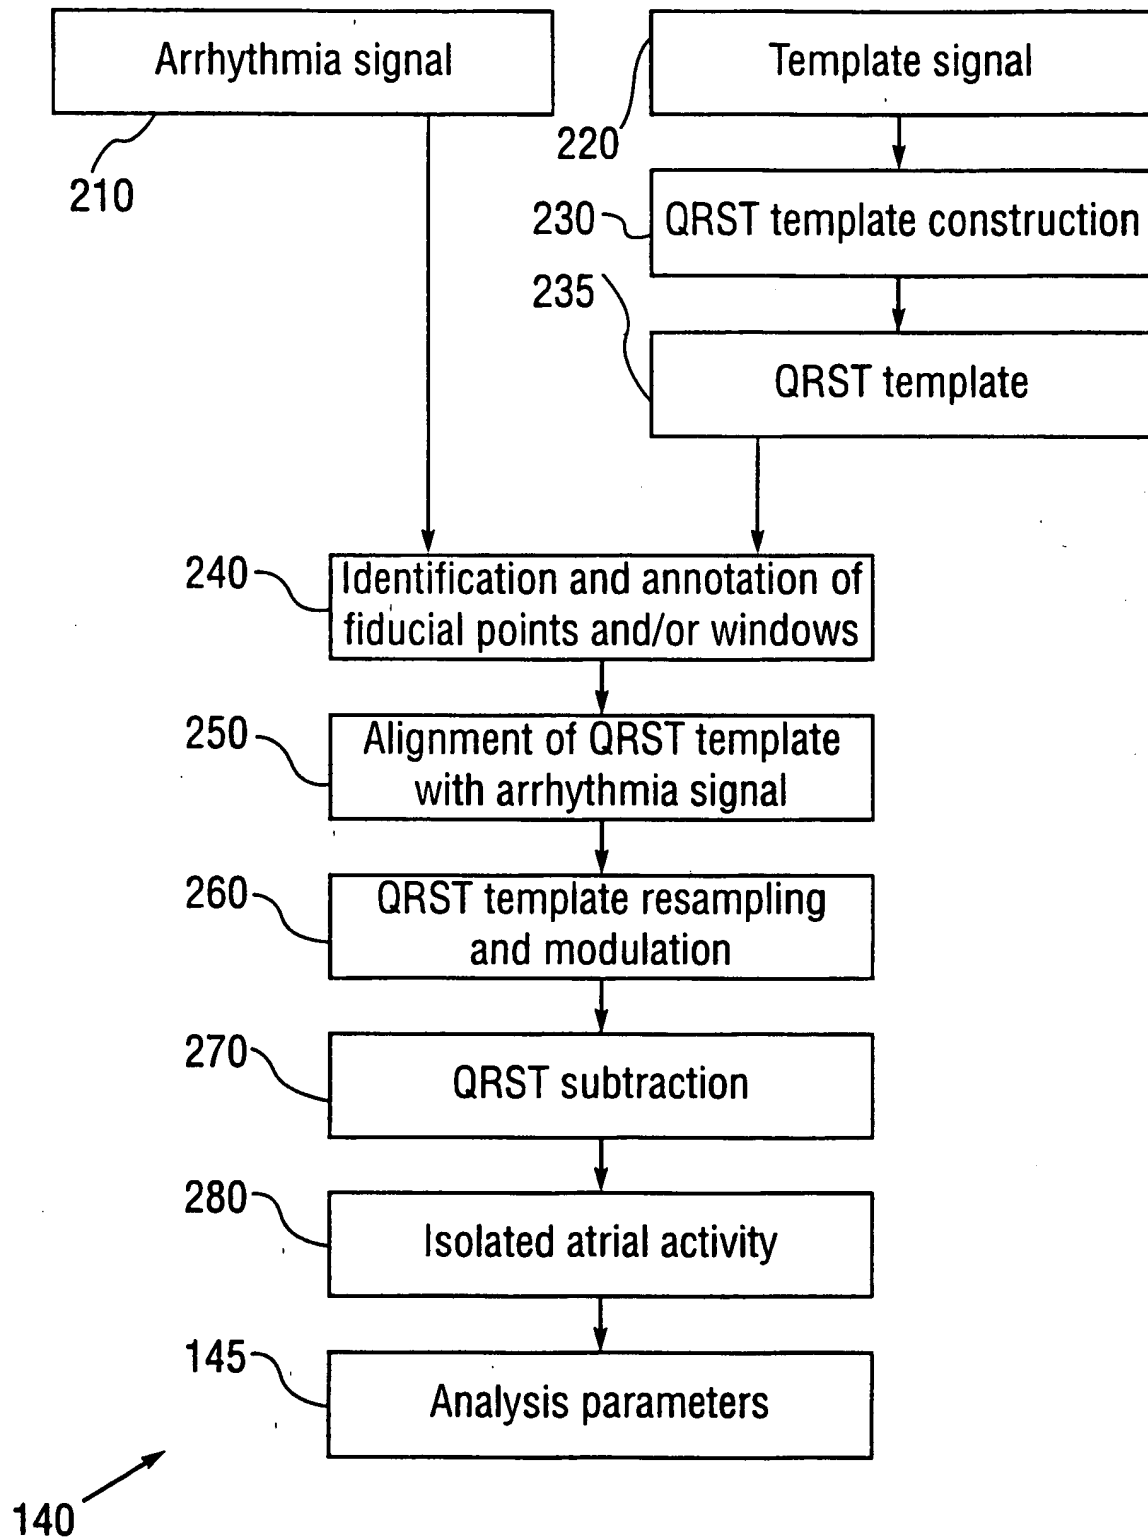 Arrhythmia signal
210
Template signal
220
230
QRST template construction
235
QRST template
240
Identification and annotation of
fiducial points and/or windows
250
Alignment of QRST template
with arrhythmia signal
260
QRST template resampling
and modulation
270
QRST subtraction
280
Isolated atrial activity
145
Analysis parameters
140